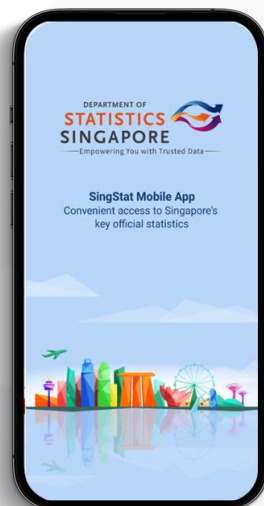 DEPARTMENT OF
STATISTICS
SINGAPORE
Empowering You with Trusted Data
SingStat Mobile App
Convenient access to Singapore's
key official statistics